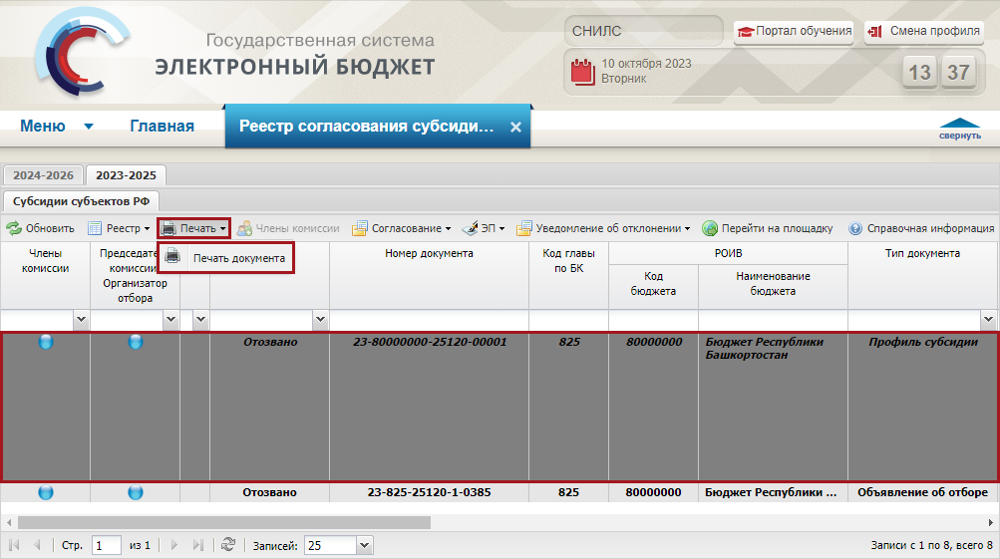 Государственная система
ЭЛЕКТРОННЫЙ БЮДЖЕТ
СНИЛС
Портал обучения
Смена профиля
10 октября 2023
Вторник
13 37
Меню
Главная
Реестр согласования субсиди...
свернуть
2024-2026
2023-2025
Субсидии субъектов РФ
Обновить
Реестр
Печать
Члены комиссии
Согласование
ЭП
Уведомление об отклонении
Перейти на площадку
Справочная информация
Печать документа
Члены
комиссии
Председате
комиссии
Организатор
отбора
Номер документа
Код главы
по БК
РОИВ
Код
бюджета
Наименование
бюджета
Тип документа
Отозвано 23-80000000-25120-00001 825 80000000 Бюджет Республики Профиль субсидии
Башкортостан
Отозвано 23-825-25120-1-0385 825 80000000 Бюджет Республики ... Объявление об отборе
Стр. 1 из 1 Записей: 25 Записи с 1 по 8, всего 8